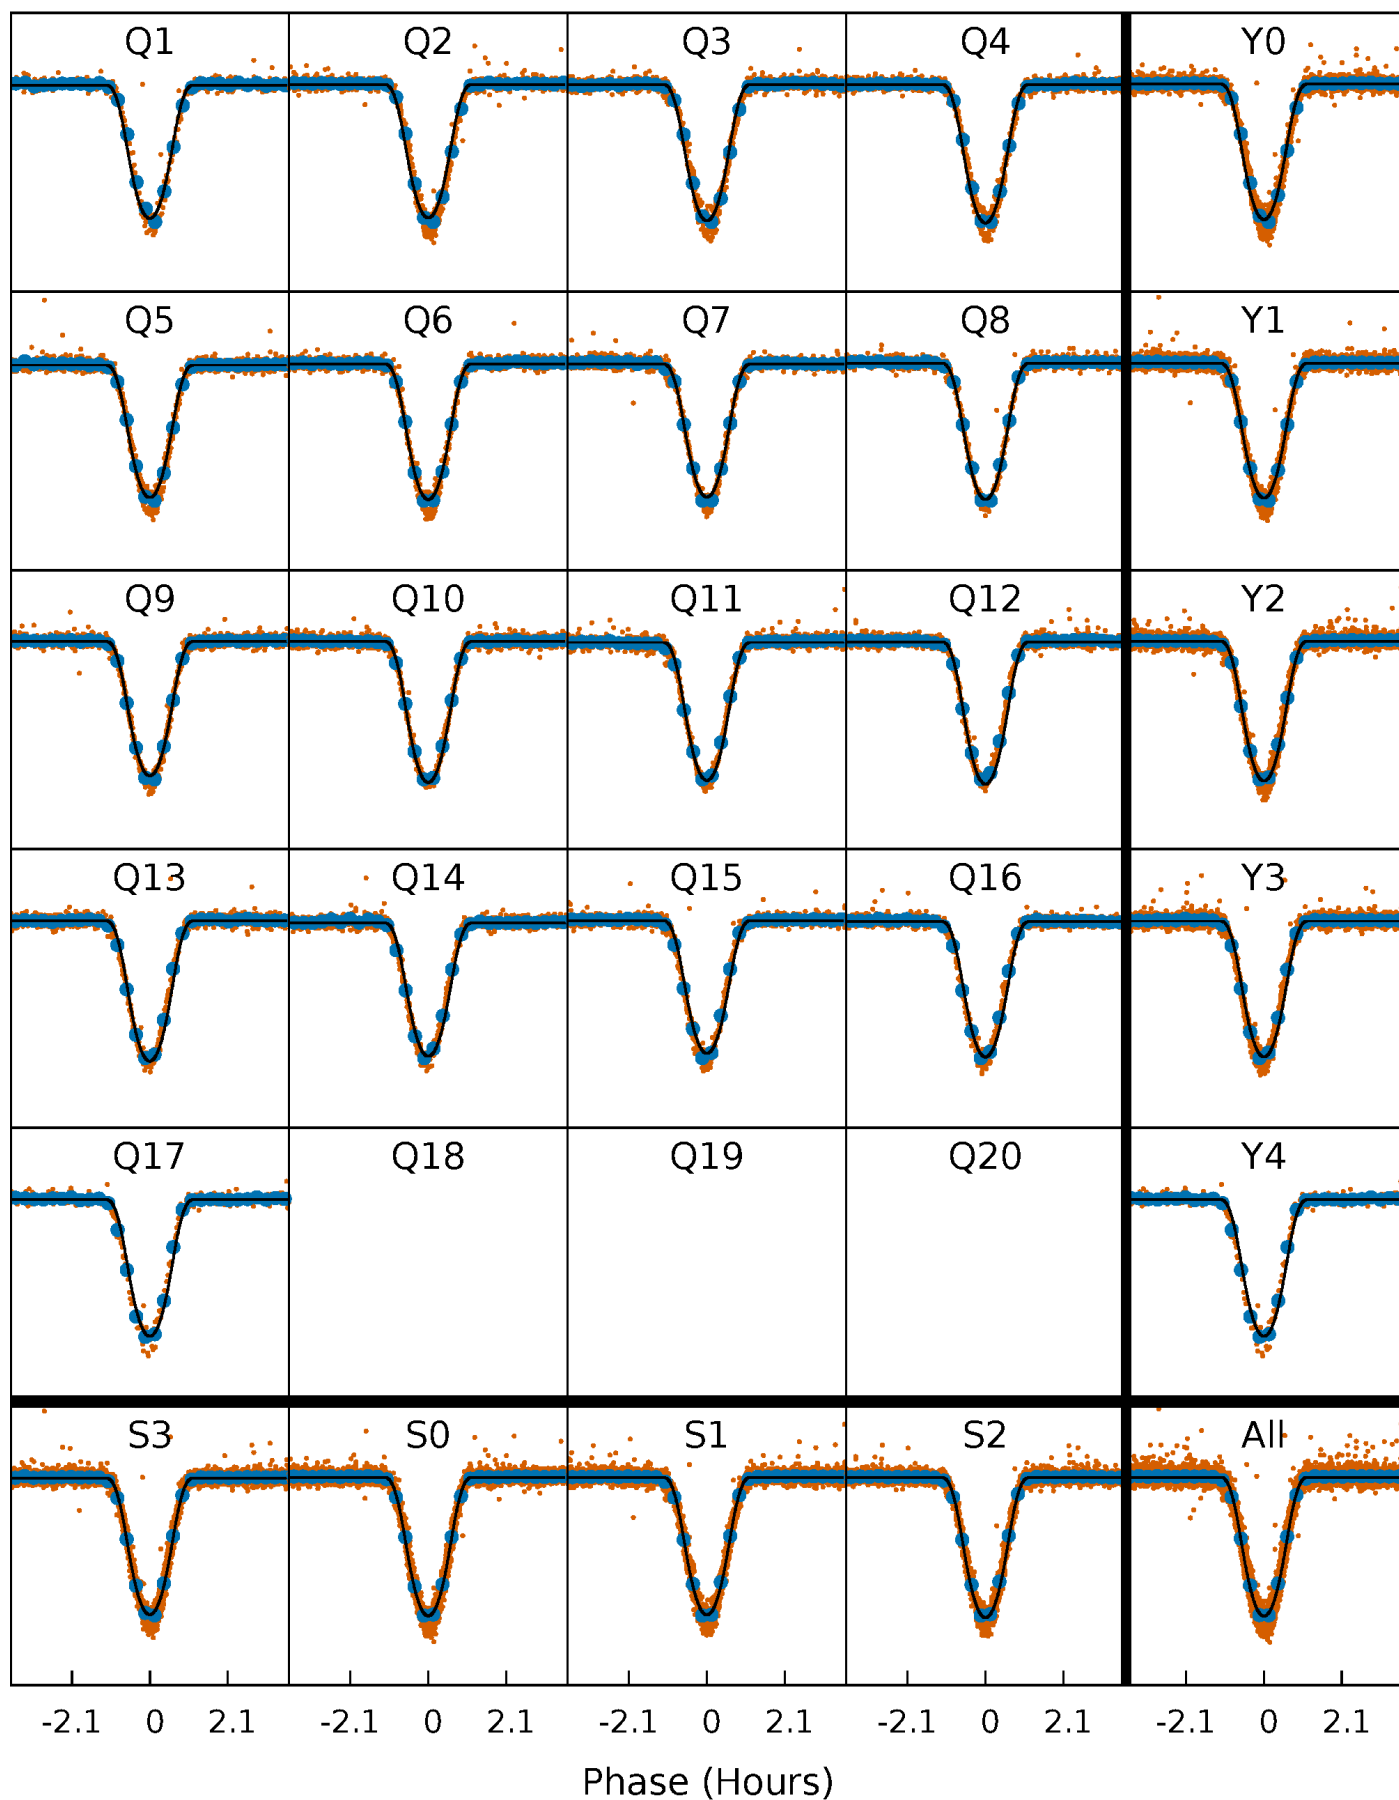 Q1 Q2 Q3 Q4 Y0
Q5 Q6 Q7 Q8 Y1
Q9 Q10 Q11 Q12 Y2
Q13 Q14 Q15 Q16 Y3
Q17 Q18 Q19 Q20 Y4
S3 S0 S1 S2 All
-2.1 0 2.1 -2.1 0 2.1 -2.1 0 2.1 -2.1 0 2.1 -2.1 0 2.1
Phase (Hours)